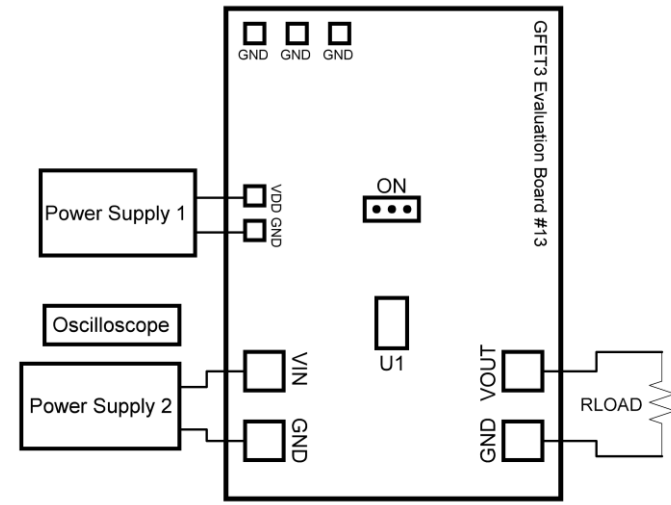 GND GND GND
GFET3 Evaluation Board #13
Power Supply 1
VDD
GND
ON
Oscilloscope
U1
Power Supply 2
VIN
GND
VOUT
GND
RLOAD